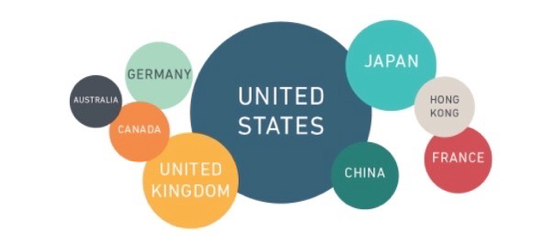 GERMANY
AUSTRALIA
CANADA
UNITED
KINGDOM
UNITED
STATES
JAPAN
HONG
KONG
CHINA
FRANCE